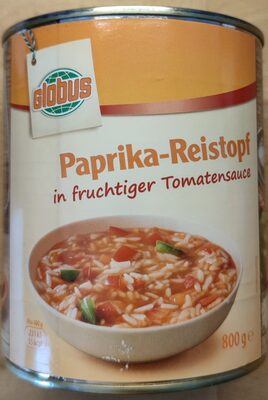 Globus
Paprika-Reistopf
in fruchtiger Tomatensauce
800g e